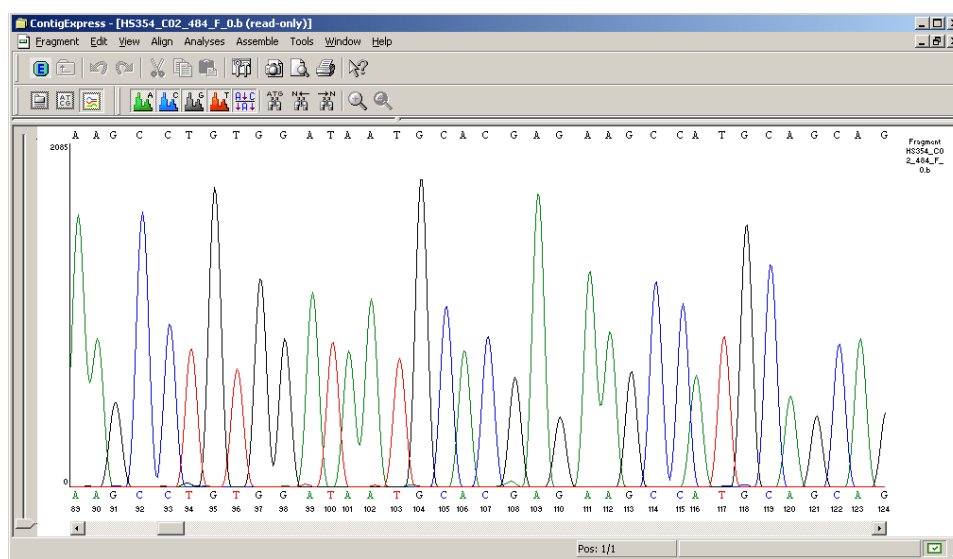 ContigExpress - [HS354_C02_484_F_0.b (read-only)]
Fragment Edit View Align Analyses Assemble Tools Window Help
A A G C C T G T G G A T A A T G C A C G A G A A G C C A T G C A G C A G
2085
Fragment
HS354_C0
2_484_F_
0.b
0
A A G C C T G T G G A T A A T G C A C G A G A A G C C A T G C A G C A G
89 90 91 92 93 94 95 96 97 98 99 100 101 102 103 104 105 106 107 108 109 110 111 112 113 114 115 116 117 118 119 120 121 122 123 124
Pos: 1/1